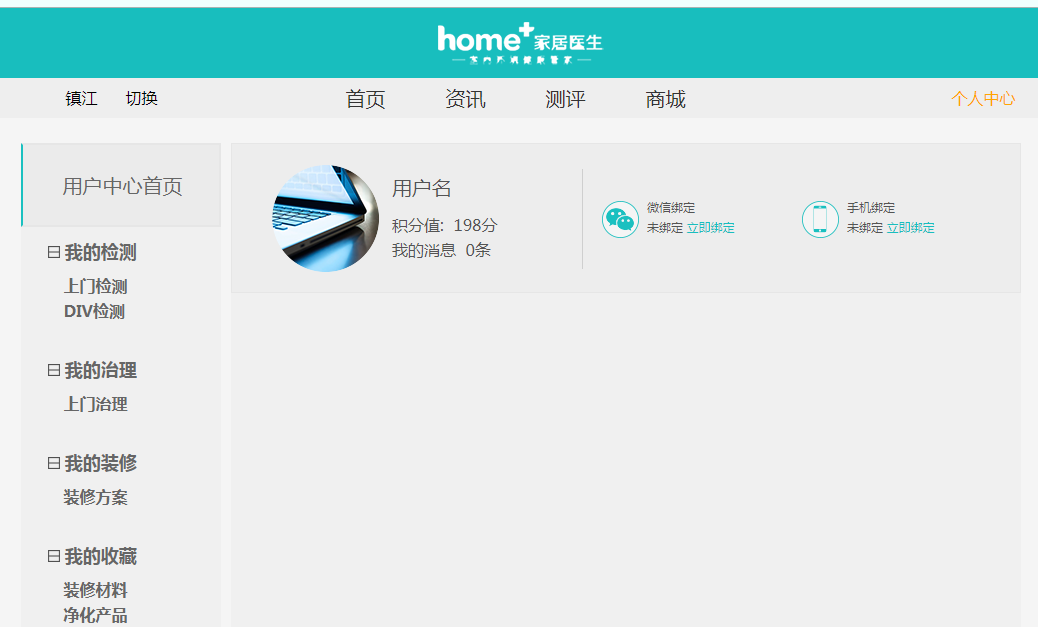 home+家居医生
镇江 切换 首页 资讯 测评 商城 个人中心
用户中心首页
我的检测
上门检测
DIV检测
我的治理
上门治理
我的装修
装修方案
我的收藏
装修材料
净化产品
用户名
积分值: 198分
我的消息 0条
微信绑定
未绑定 立即绑定
手机绑定
未绑定 立即绑定